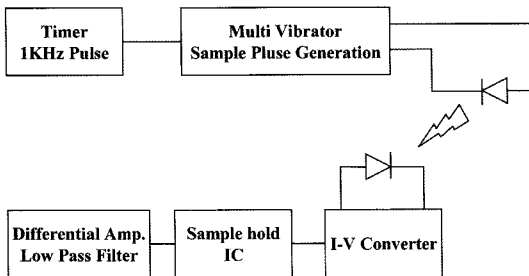 Timer
1KHz Pulse
Multi Vibrator
Sample Pluse Generation
Differential Amp.
Low Pass Filter
Sample hold
IC
I-V Converter